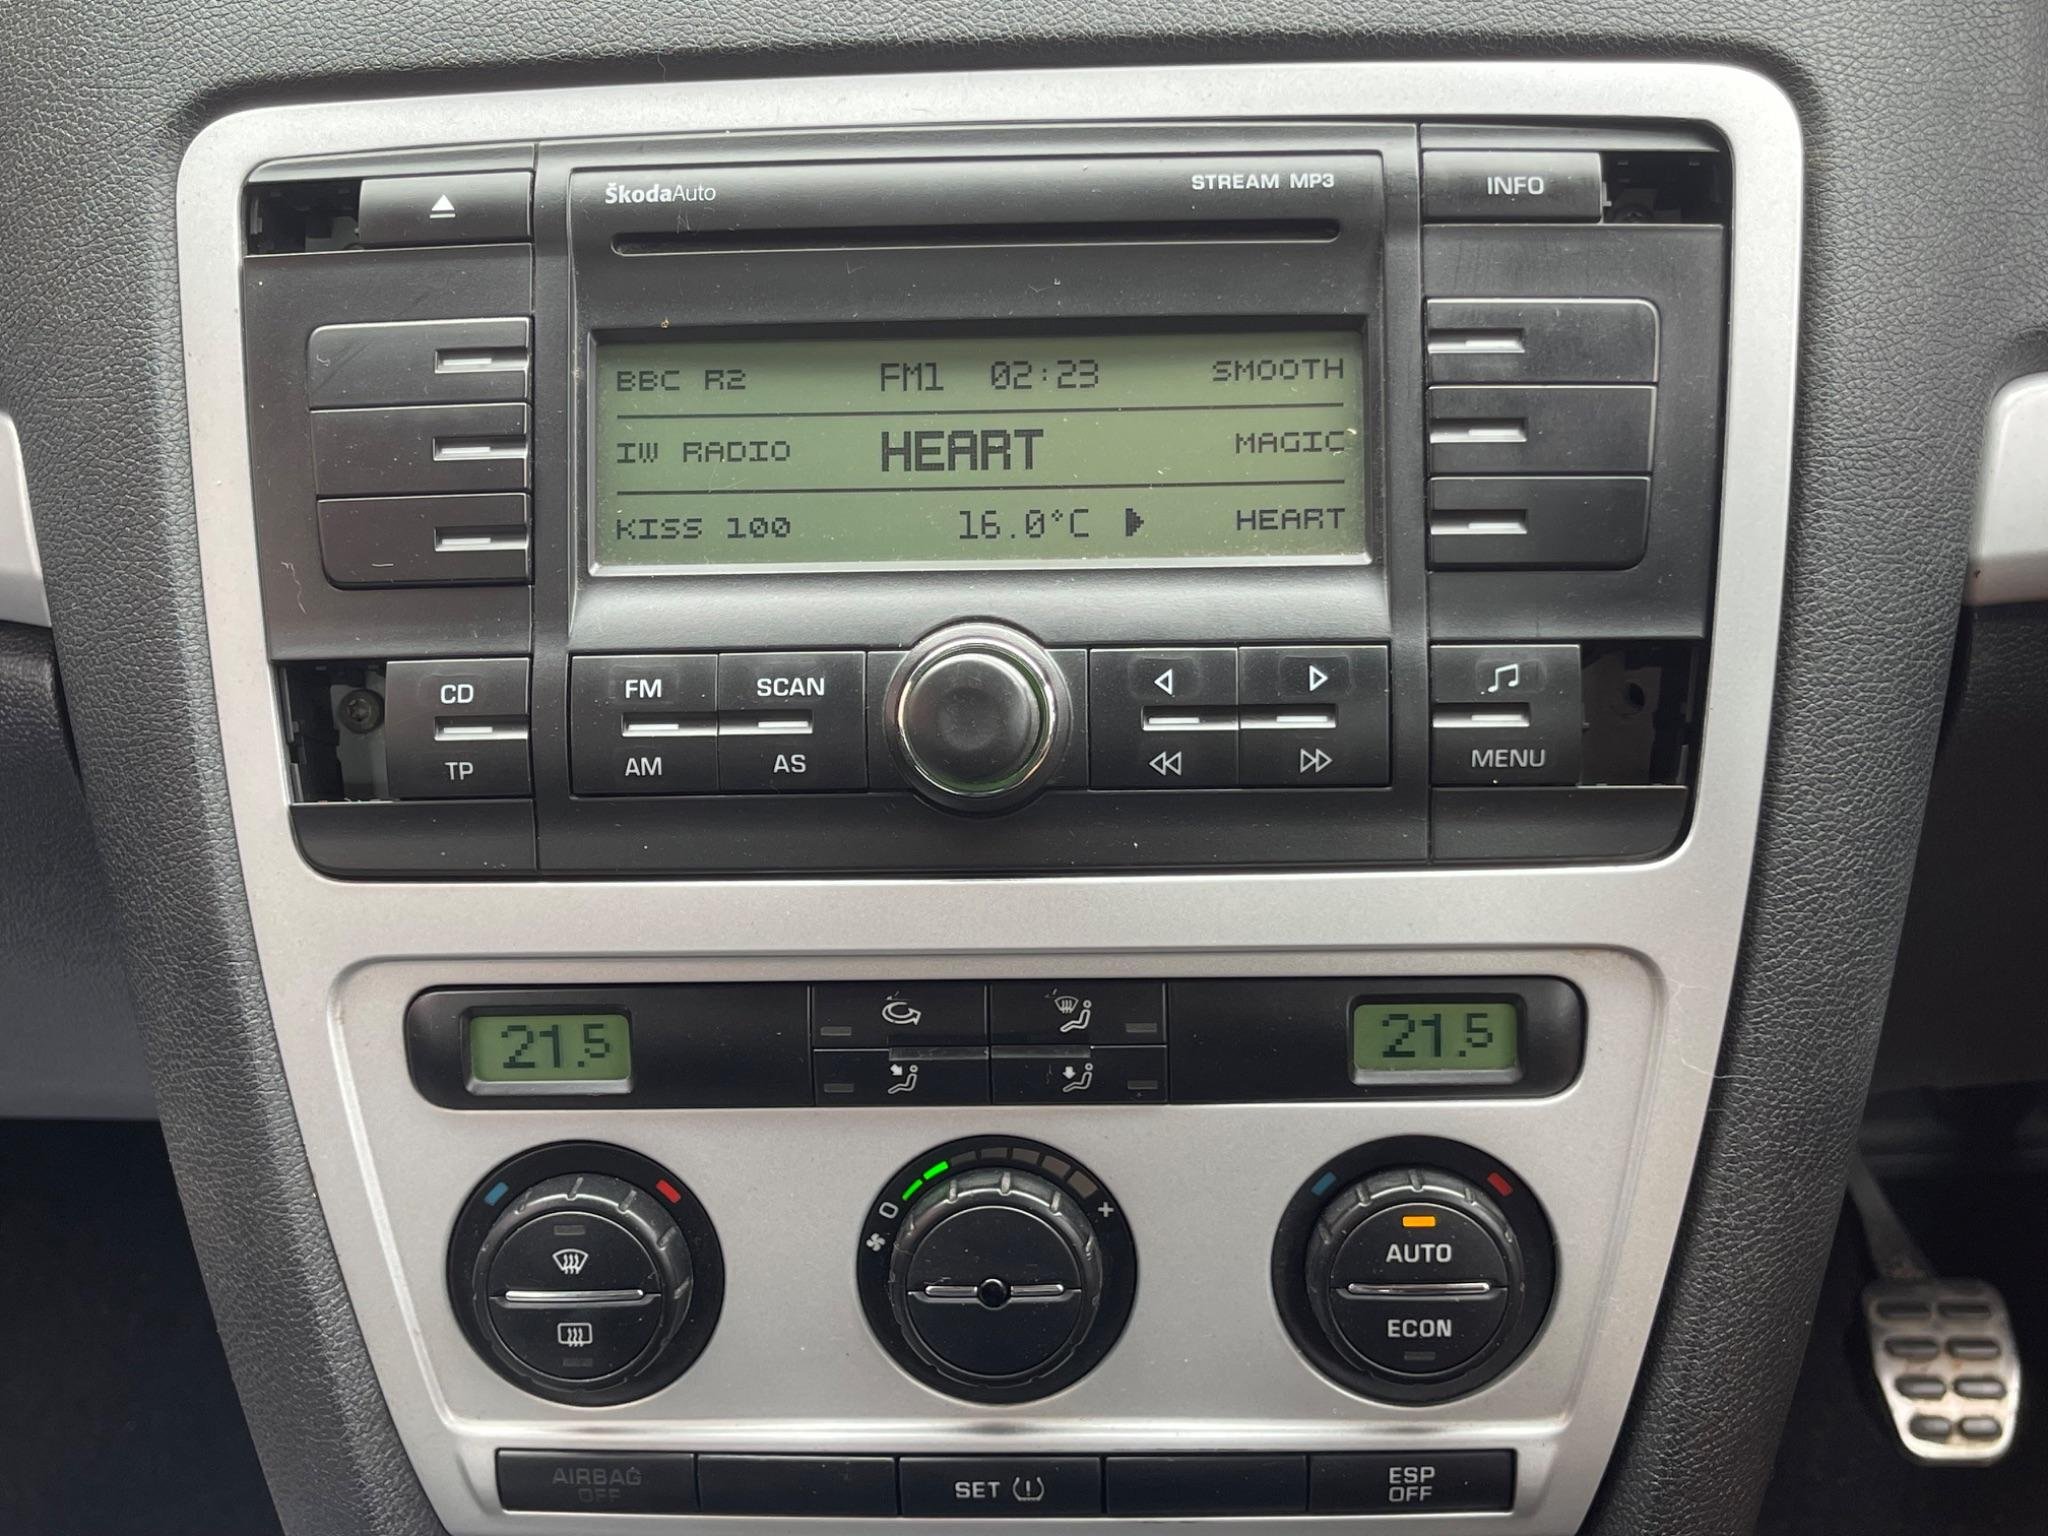 ŠkodaAuto STREAM MP3 INFO
BBC R2 FM1 02:23 SMOOTH
IW RADIO HEART MAGIC
KISS 100 16.0°C HEART
CD FM SCAN
TP AM AS MENU
21.5 21.5
0 + AUTO
ECON
AIRBAG OFF SET ESP OFF